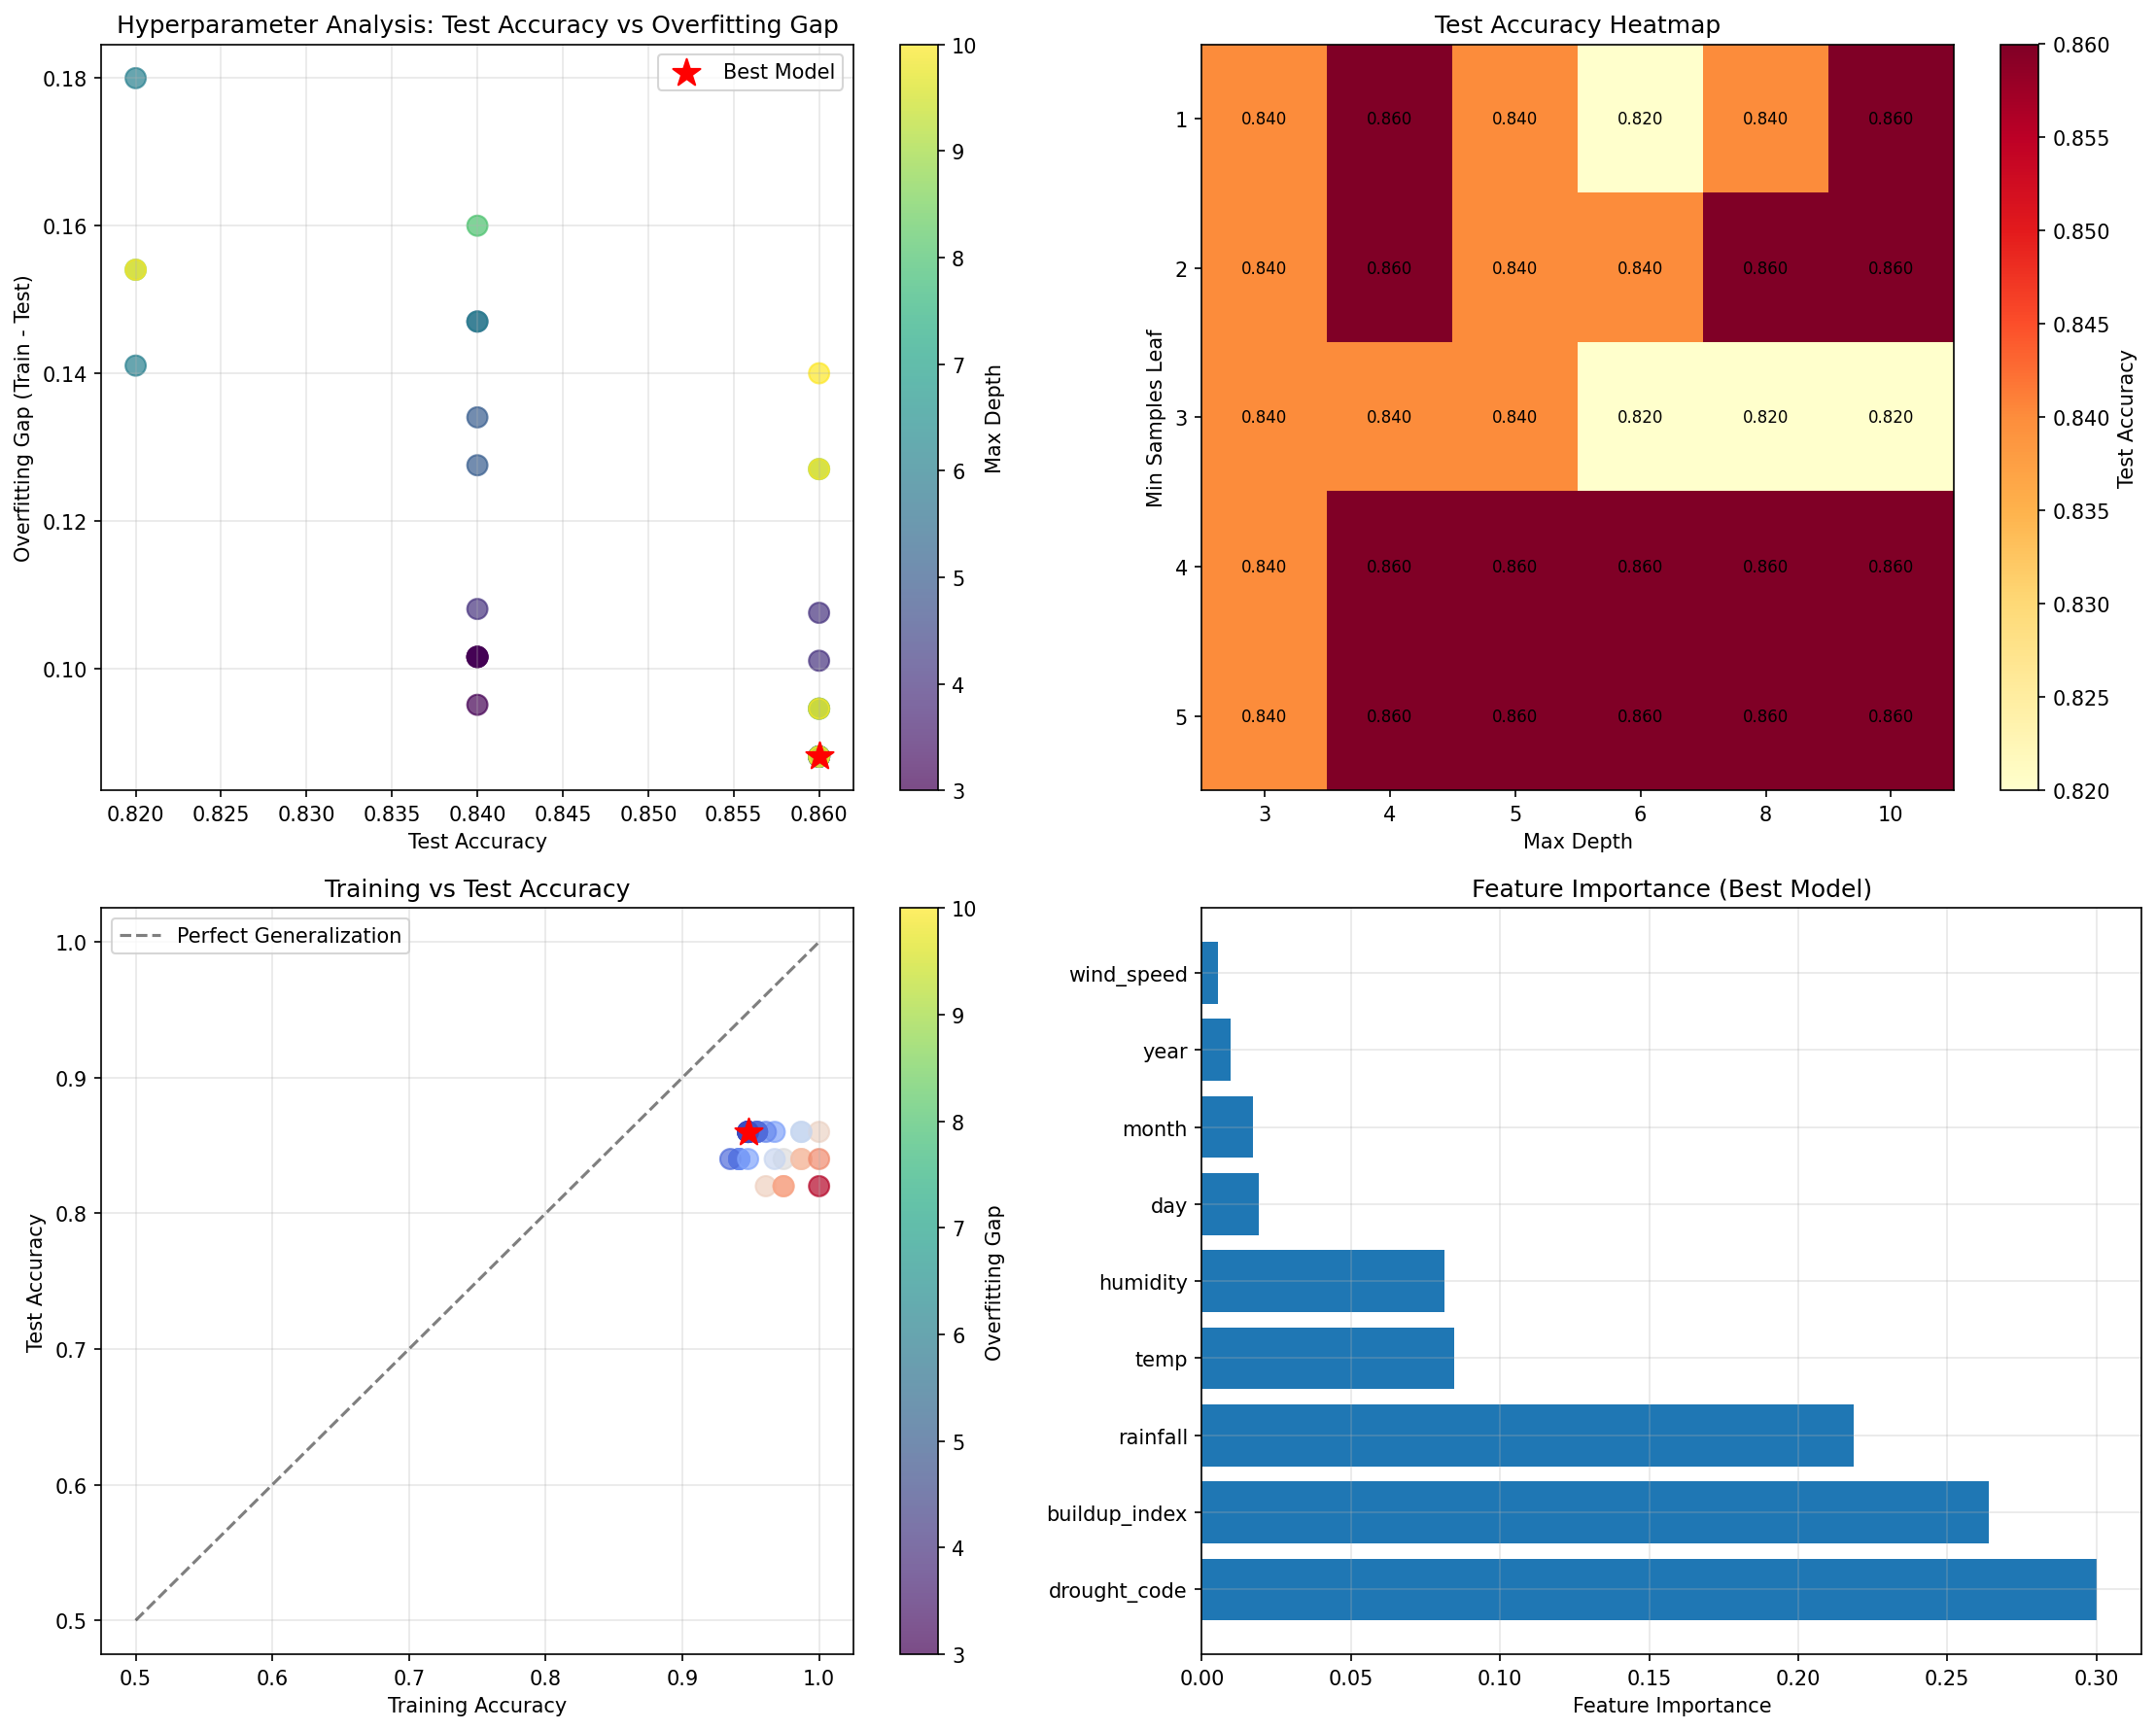 Hyperparameter Analysis: Test Accuracy vs Overfitting Gap
Best Model
0.18
0.16
0.14
0.12
0.10
Overfitting Gap (Train - Test)
0.820 0.825 0.830 0.835 0.840 0.845 0.850 0.855 0.860
Test Accuracy
10
9
8
7
6
5
4
3
Max Depth
Test Accuracy Heatmap
Min Samples Leaf
1 0.840 0.860 0.840 0.820 0.840 0.860
2 0.840 0.860 0.840 0.840 0.860 0.860
3 0.840 0.840 0.840 0.820 0.820 0.820
4 0.840 0.860 0.860 0.860 0.860 0.860
5 0.840 0.860 0.860 0.860 0.860 0.860
3 4 5 6 8 10
Max Depth
0.860
0.855
0.850
0.845
0.840
0.835
0.830
0.825
0.820
Test Accuracy
Training vs Test Accuracy
Perfect Generalization
1.0
0.9
0.8
0.7
0.6
0.5
Test Accuracy
0.5 0.6 0.7 0.8 0.9 1.0
Training Accuracy
10
9
8
7
6
5
4
3
Overfitting Gap
Feature Importance (Best Model)
wind_speed
year
month
day
humidity
temp
rainfall
buildup_index
drought_code
0.00 0.05 0.10 0.15 0.20 0.25 0.30
Feature Importance